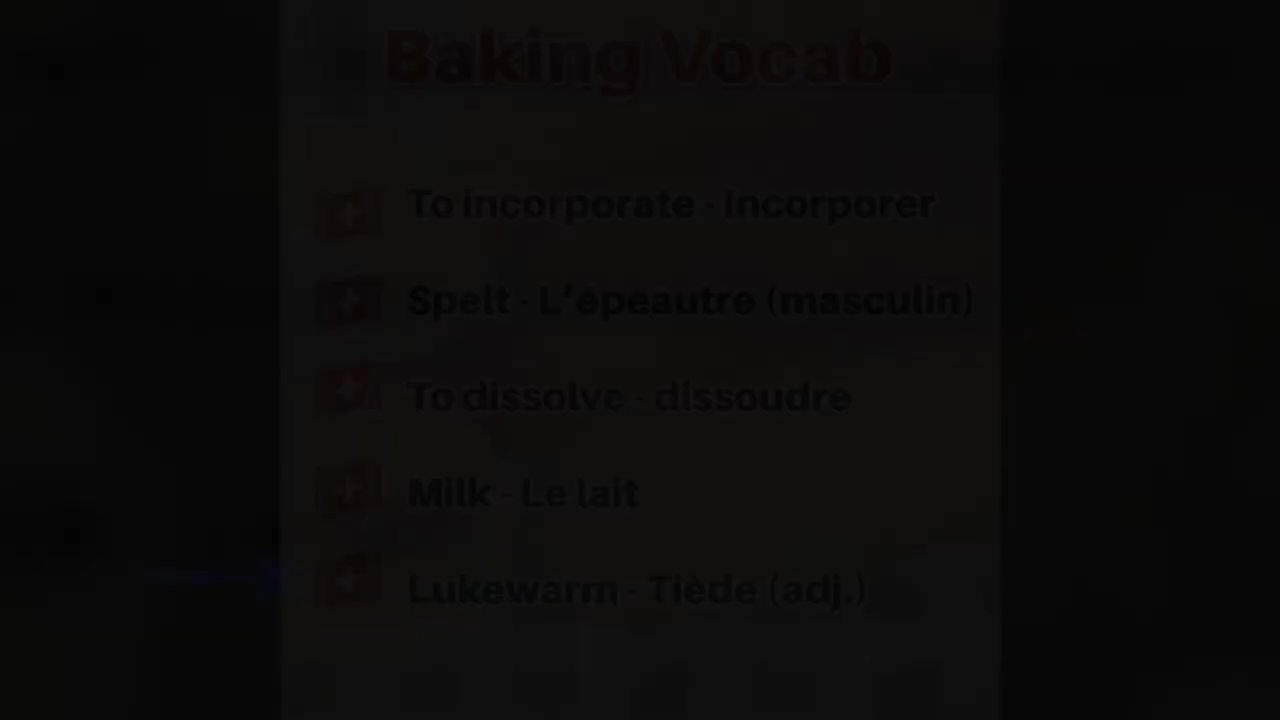 Baking Vocab
To incorporate - Incorporer
Spelt - L'épeautre (masculin)
To dissolve - dissoudre
Milk - Le lait
Lukewarm - Tiède (adj.)